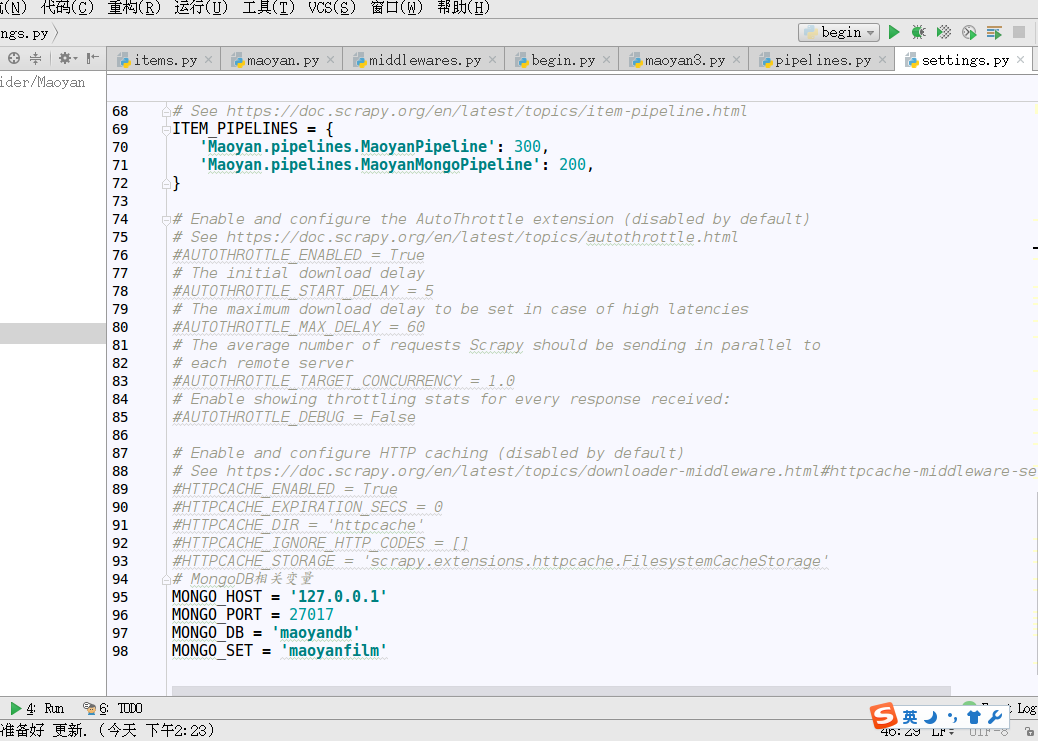 (N) 代码(C) 重构(R) 运行(U) 工具(T) VCS(S) 窗口(W) 帮助(H)
ngs.py
begin
items.py × maoyan.py × middlewares.py × begin.py × maoyan3.py × pipelines.py × settings.py ×
ider/Maoyan
68 # See https://doc.scrapy.org/en/latest/topics/item-pipeline.html
69 ITEM_PIPELINES = {
70 'Maoyan.pipelines.MaoyanPipeline': 300,
71 'Maoyan.pipelines.MaoyanMongoPipeline': 200,
72 }
73
74 # Enable and configure the AutoThrottle extension (disabled by default)
75 # See https://doc.scrapy.org/en/latest/topics/autothrottle.html
76 #AUTOTHROTTLE_ENABLED = True
77 # The initial download delay
78 #AUTOTHROTTLE_START_DELAY = 5
79 # The maximum download delay to be set in case of high latencies
80 #AUTOTHROTTLE_MAX_DELAY = 60
81 # The average number of requests Scrapy should be sending in parallel to
82 # each remote server
83 #AUTOTHROTTLE_TARGET_CONCURRENCY = 1.0
84 # Enable showing throttling stats for every response received:
85 #AUTOTHROTTLE_DEBUG = False
86
87 # Enable and configure HTTP caching (disabled by default)
88 # See https://doc.scrapy.org/en/latest/topics/downloader-middleware.html#httpcache-middleware-se
89 #HTTPCACHE_ENABLED = True
90 #HTTPCACHE_EXPIRATION_SECS = 0
91 #HTTPCACHE_DIR = 'httpcache'
92 #HTTPCACHE_IGNORE_HTTP_CODES = []
93 #HTTPCACHE_STORAGE = 'scrapy.extensions.httpcache.FilesystemCacheStorage'
94 # MongoDB相关变量
95 MONGO_HOST = '127.0.0.1'
96 MONGO_PORT = 27017
97 MONGO_DB = 'maoyandb'
98 MONGO_SET = 'maoyanfilm'
4: Run 6: TODO Log
S 英
准备好 更新. (今天 下午2:23) 46:29 LF UTF-8